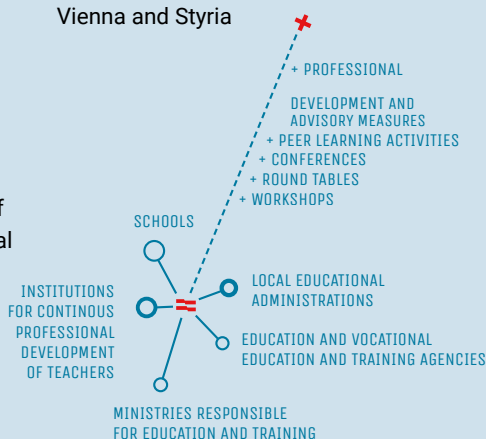 Vienna and Styria
+ PROFESSIONAL
DEVELOPMENT AND
ADVISORY MEASURES
+ PEER LEARNING ACTIVITIES
+ CONFERENCES
+ ROUND TABLES
+ WORKSHOPS
f
al
SCHOOLS
LOCAL EDUCATIONAL
ADMINISTRATIONS
INSTITUTIONS
FOR CONTINOUS
PROFESSIONAL
DEVELOPMENT
OF TEACHERS
EDUCATION AND VOCATIONAL
EDUCATION AND TRAINING AGENCIES
MINISTRIES RESPONSIBLE
FOR EDUCATION AND TRAINING